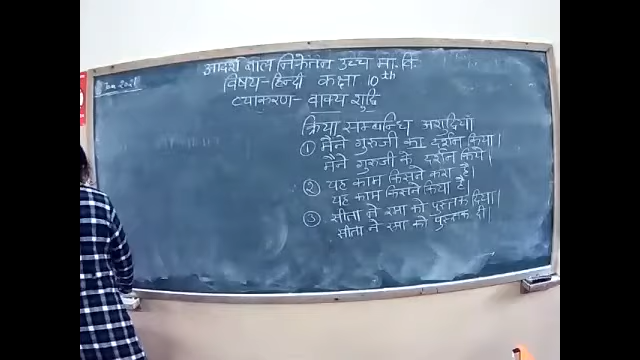 आदर्श बाल निकेतन उच्च मा. वि.
विषय-हिन्दी कक्षा 10th
व्याकरण- वाक्य शुद्धि
क्रिया सम्बन्धि अशुद्धियाँ
① मैंने गुरुजी का दर्शन किया।
मैंने गुरुजी के दर्शन किये।
② यह काम किसने करा है।
यह काम किसने किया है।
③ सीता ने रमा को पुस्तक दिया।
सीता ने रमा को पुस्तक दी।